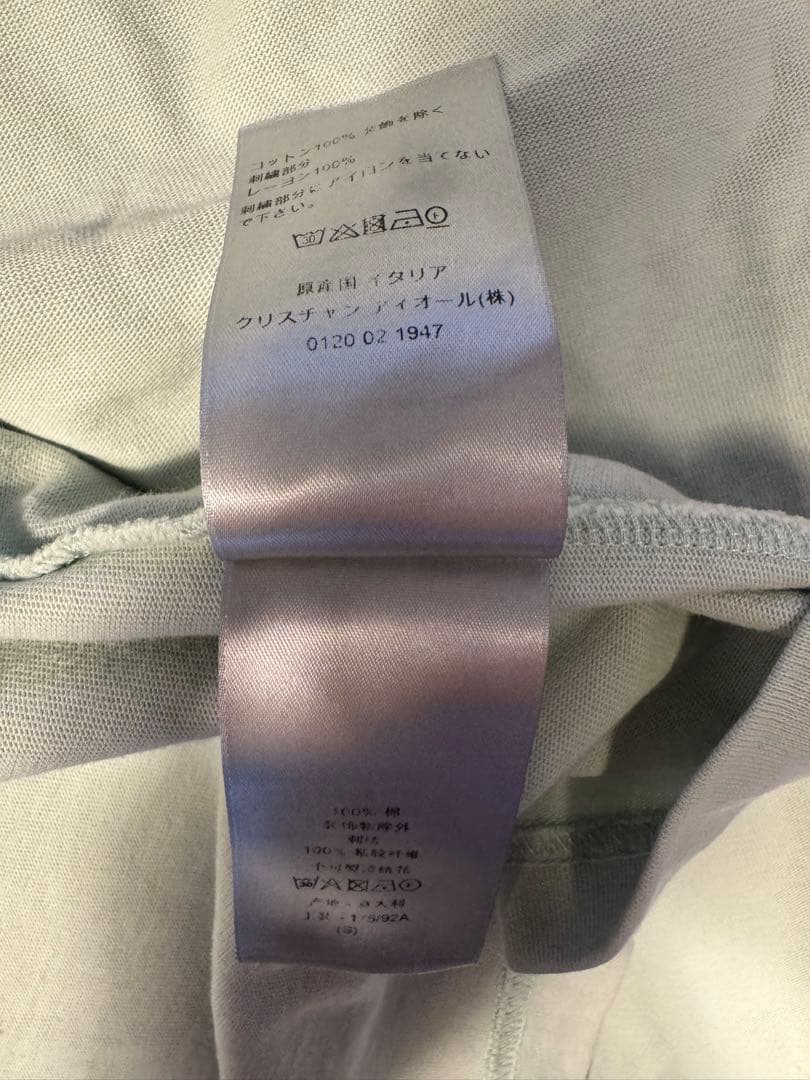 コットン100% 装飾を除く
刺繍部分
レーヨン100%
刺繍部分にアイロンを当てない
で下さい。
30
原産国 イタリア
クリスチャン ディオール(株)
0120 02 1947
100% 棉
装饰物除外
刺绣
100% 粘胶纤维
产地 - 意大利
上装 - 175/92A
(S)